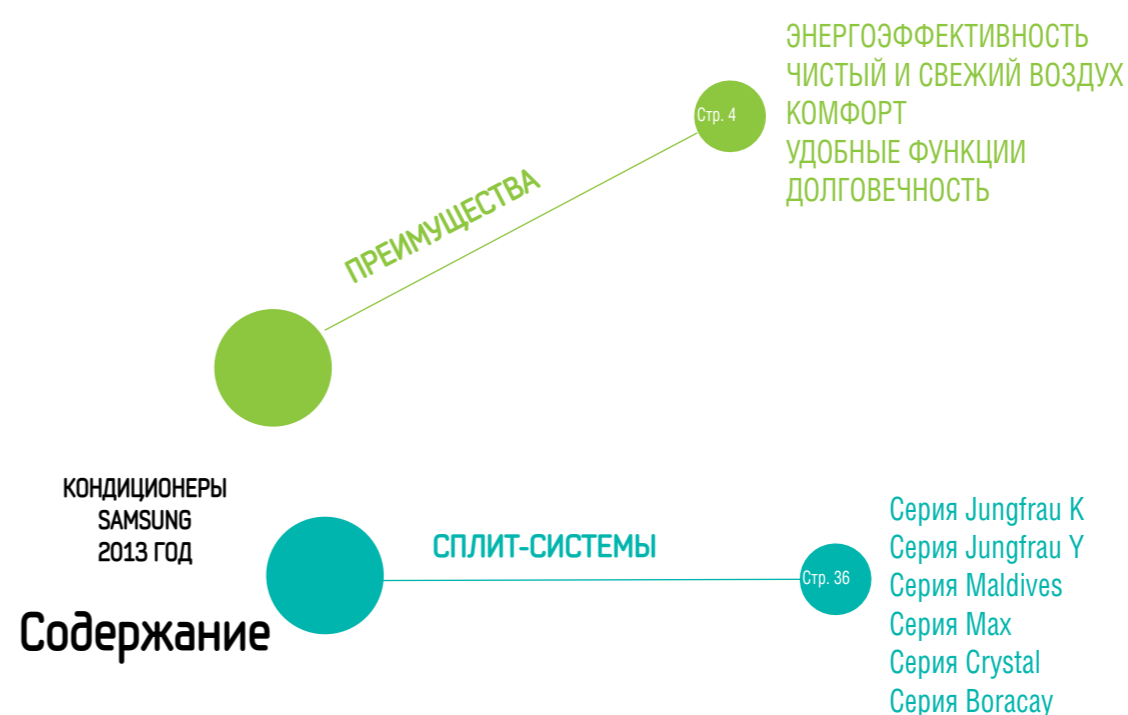 ЭНЕРГОЭФФЕКТИВНОСТЬ
ЧИСТЫЙ И СВЕЖИЙ ВОЗДУХ
КОМФОРТ
УДОБНЫЕ ФУНКЦИИ
ДОЛГОВЕЧНОСТЬ
Стр. 4
ПРЕИМУЩЕСТВА
КОНДИЦИОНЕРЫ
SAMSUNG
2013 ГОД
Содержание
СПЛИТ-СИСТЕМЫ
Стр. 36
Серия Jungfrau K
Серия Jungfrau Y
Серия Maldives
Серия Max
Серия Crystal
Серия Boracay